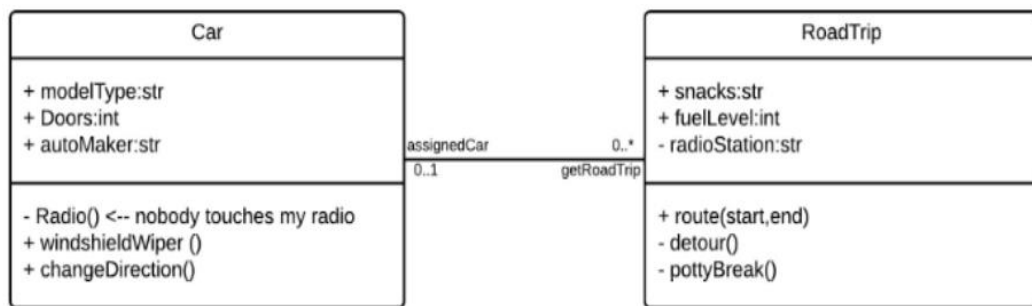 Car
+ modelType:str
+ Doors:int
+ autoMaker:str
- Radio() <-- nobody touches my radio
+ windshieldWiper ()
+ changeDirection()
assignedCar
0..1
0..*
getRoadTrip
RoadTrip
+ snacks:str
+ fuelLevel:int
- radioStation:str
+ route(start,end)
- detour()
- pottyBreak()